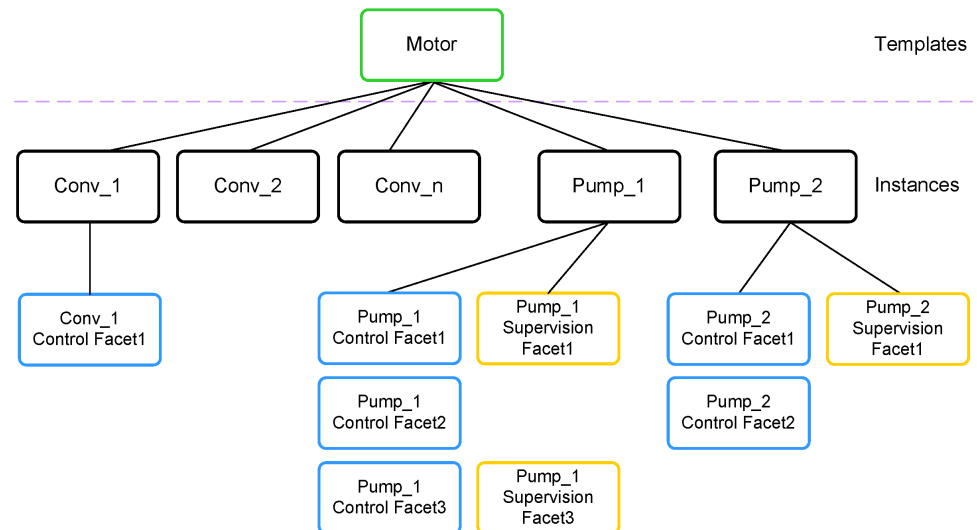 Motor
Templates
Conv_1
Conv_2
Conv_n
Pump_1
Pump_2
Instances
Conv_1
Control Facet1
Pump_1
Control Facet1
Pump_1
Supervision
Facet1
Pump_2
Control Facet1
Pump_2
Supervision
Facet1
Pump_1
Control Facet2
Pump_2
Control Facet2
Pump_1
Control Facet3
Pump_1
Supervision
Facet3